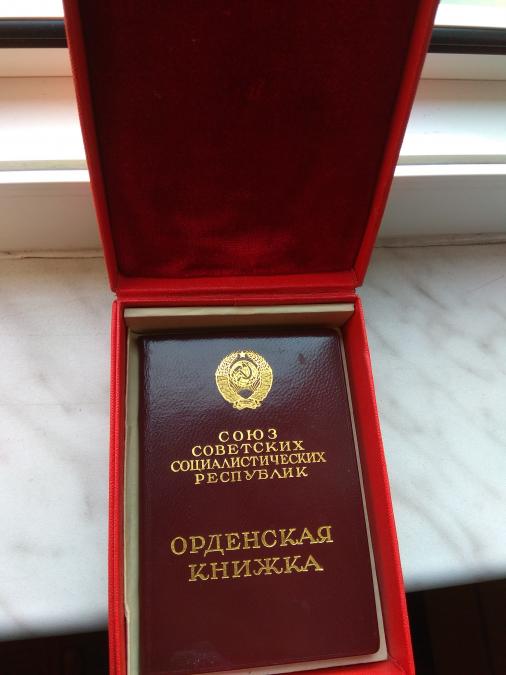 СОЮЗ
СОВЕТСКИХ
СОЦИАЛИСТИЧЕСКИХ
РЕСПУБЛИК
ОРДЕНСКАЯ
КНИЖКА